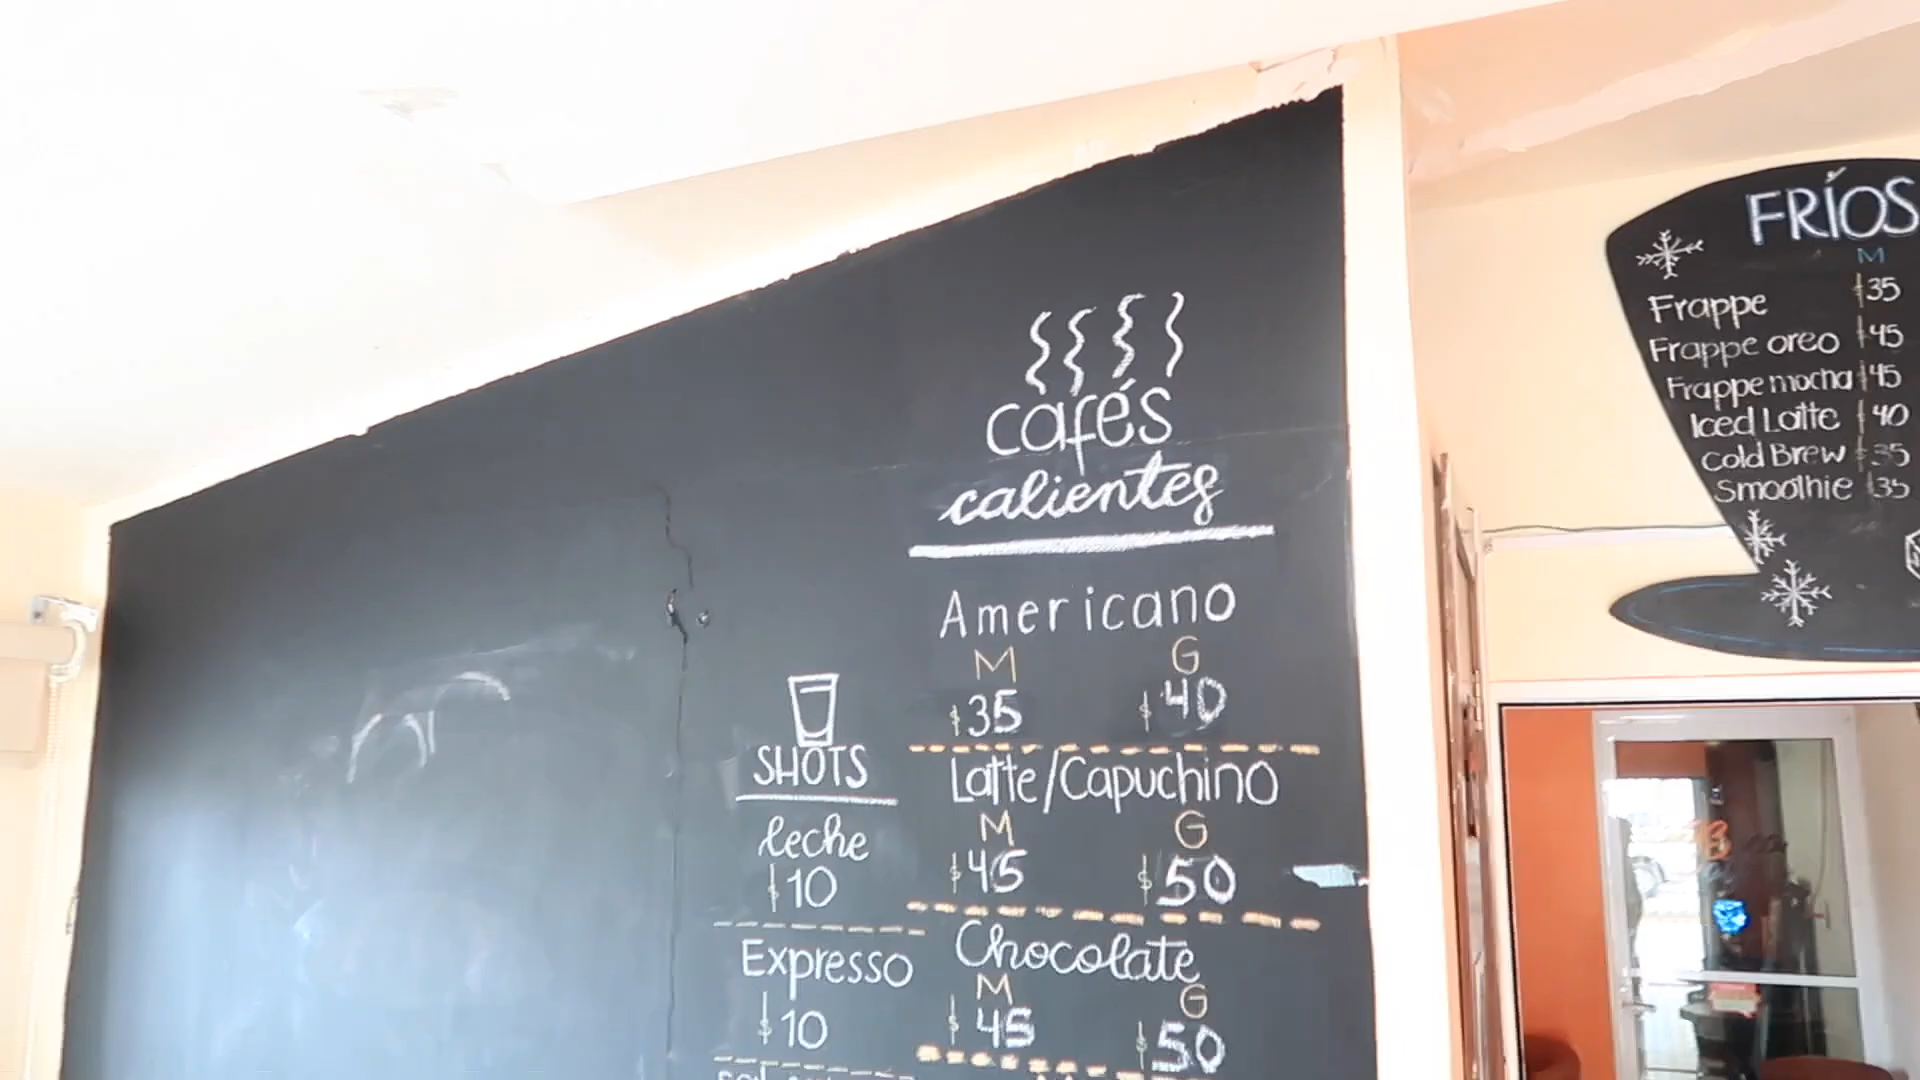 cafés
calientes
Americano
M G
$35 $40
Latte/Capuchino
M G
$45 $50
Chocolate
M G
$45 $50
SHOTS
leche
$10
Expresso
$10
FRÍOS
M
Frappe $35
Frappe oreo $45
Frappe mocha $45
Iced Latte $40
Cold Brew $35
Smoothie $35